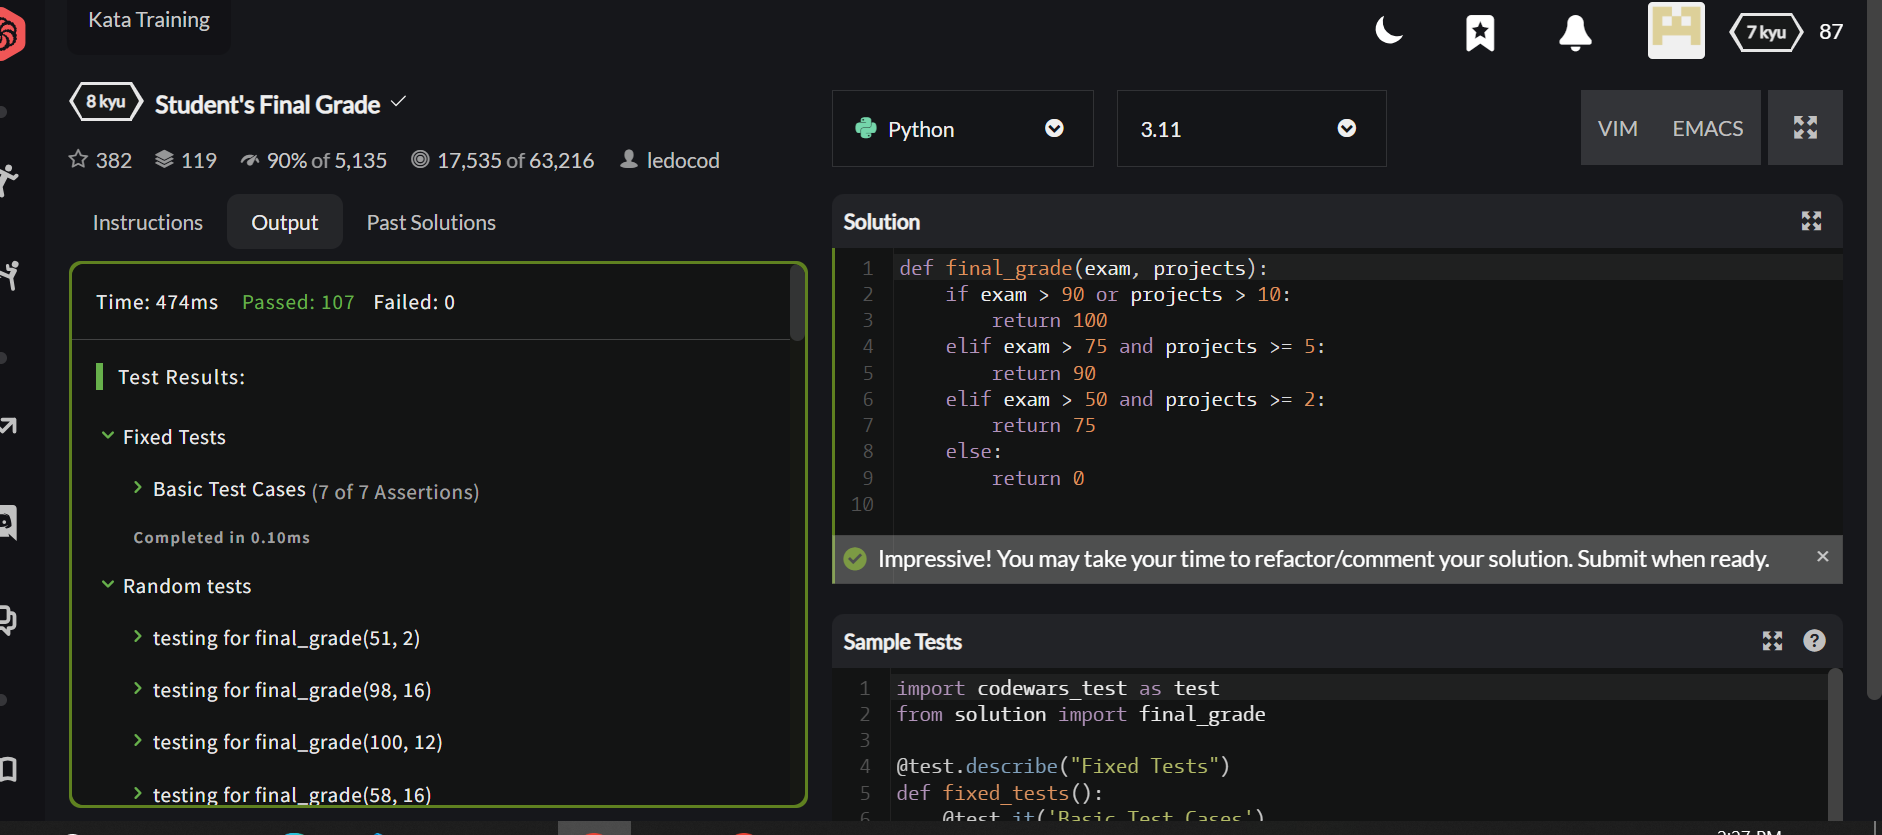 Kata Training
7 kyu
87
8 kyu
Student's Final Grade
382 119 90% of 5,135 17,535 of 63,216 ledocod
Instructions
Output
Past Solutions
Time: 474ms Passed: 107 Failed: 0
Test Results:
Fixed Tests
Basic Test Cases (7 of 7 Assertions)
Completed in 0.10ms
Random tests
testing for final_grade(51, 2)
testing for final_grade(98, 16)
testing for final_grade(100, 12)
testing for final_grade(58, 16)
Python
3.11
VIM
EMACS
Solution
1 def final_grade(exam, projects):
2     if exam > 90 or projects > 10:
3         return 100
4     elif exam > 75 and projects >= 5:
5         return 90
6     elif exam > 50 and projects >= 2:
7         return 75
8     else:
9         return 0
10
Impressive! You may take your time to refactor/comment your solution. Submit when ready.
Sample Tests
1 import codewars_test as test
2 from solution import final_grade
3
4 @test.describe("Fixed Tests")
5 def fixed_tests():
6     @test.it('Basic Test Cases')